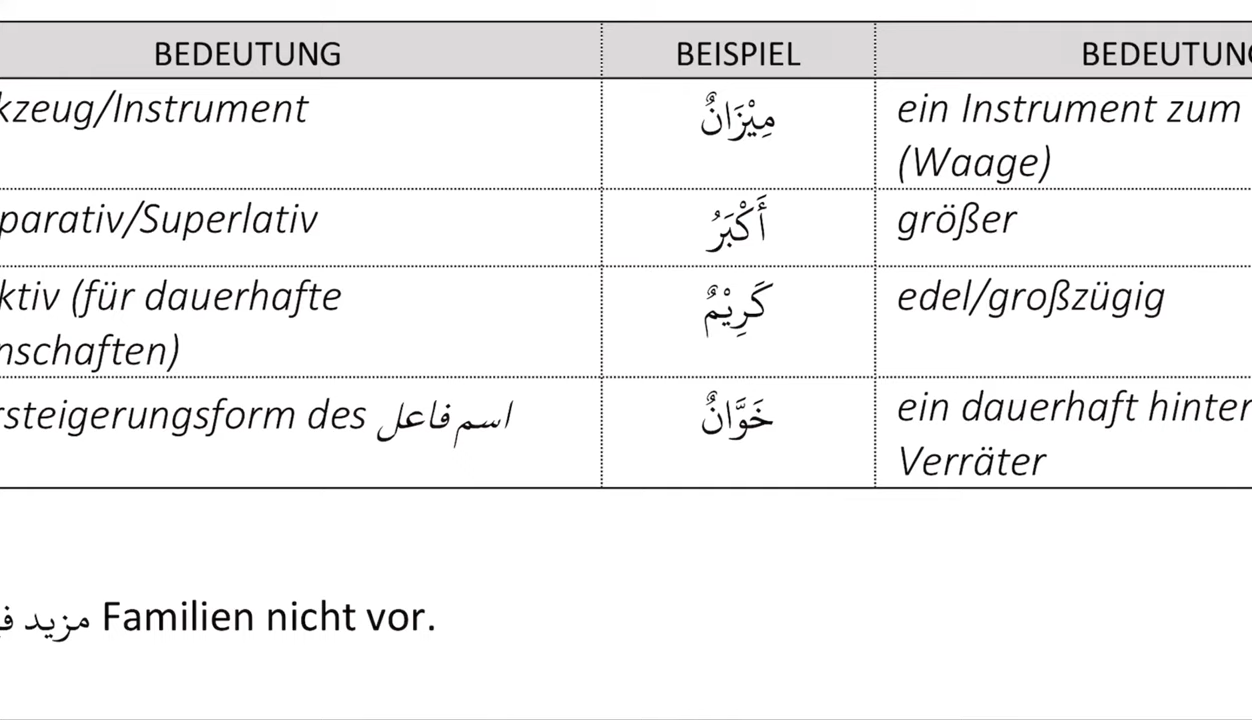 BEDEUTUNG BEISPIEL BEDEUTUNG
kzeug/Instrument مِيْزَانٌ ein Instrument zum
(Waage)
parativ/Superlativ أَكْبَرُ größer
ktiv (für dauerhafte كَرِيْمٌ edel/großzügig
nschaften)
rsteigerungsform des اسم فاعل خَوَّانٌ ein dauerhaft hinter
Verräter
مزيد في Familien nicht vor.